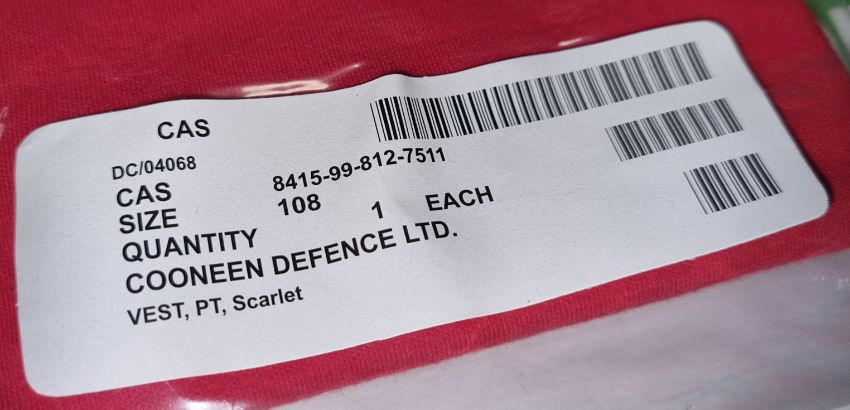 CAS
DC/04068
CAS 8415-99-812-7511
SIZE 108
QUANTITY 1 EACH
COONEEN DEFENCE LTD.
VEST, PT, Scarlet